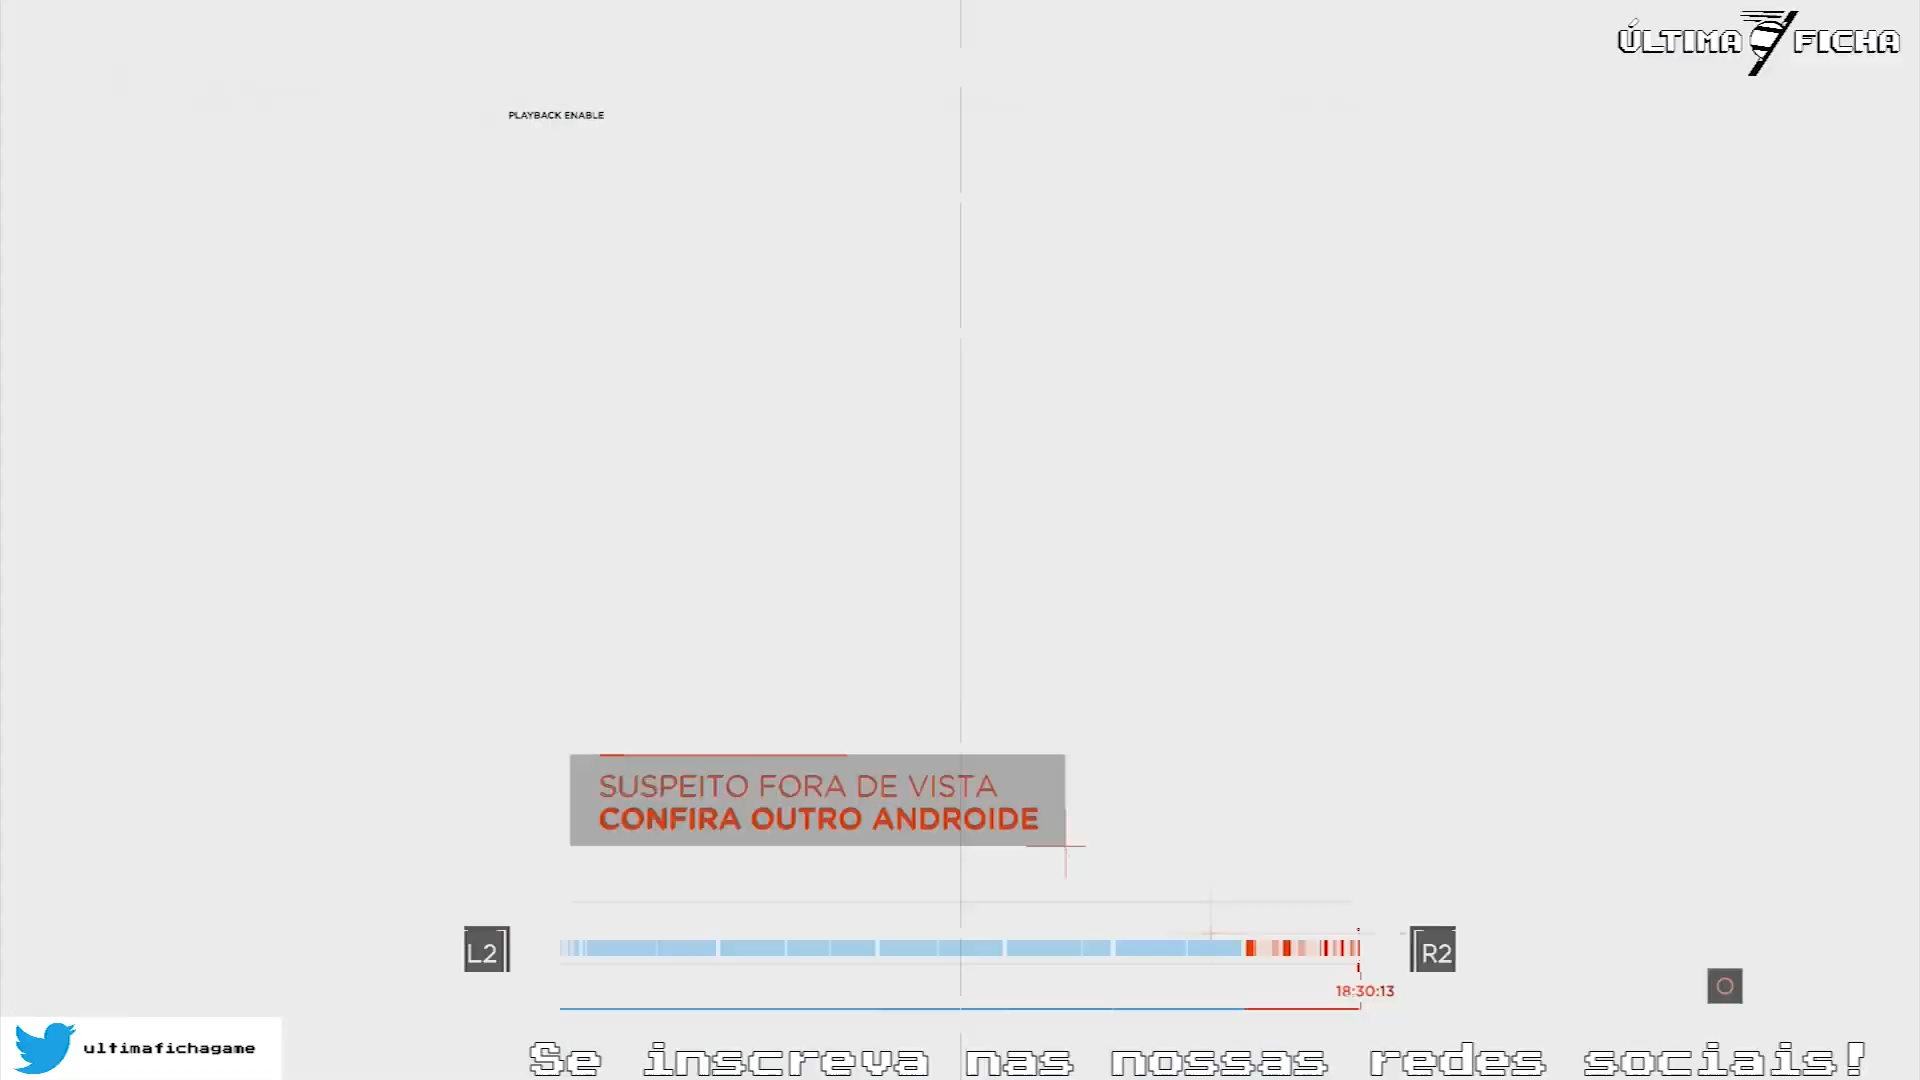 ÚLTIMA FICHA
PLAYBACK ENABLE
SUSPEITO FORA DE VISTA
CONFIRA OUTRO ANDROIDE
L2
R2
18:30:13
ultimafichagame
Se inscreva nas nossas redes sociais!